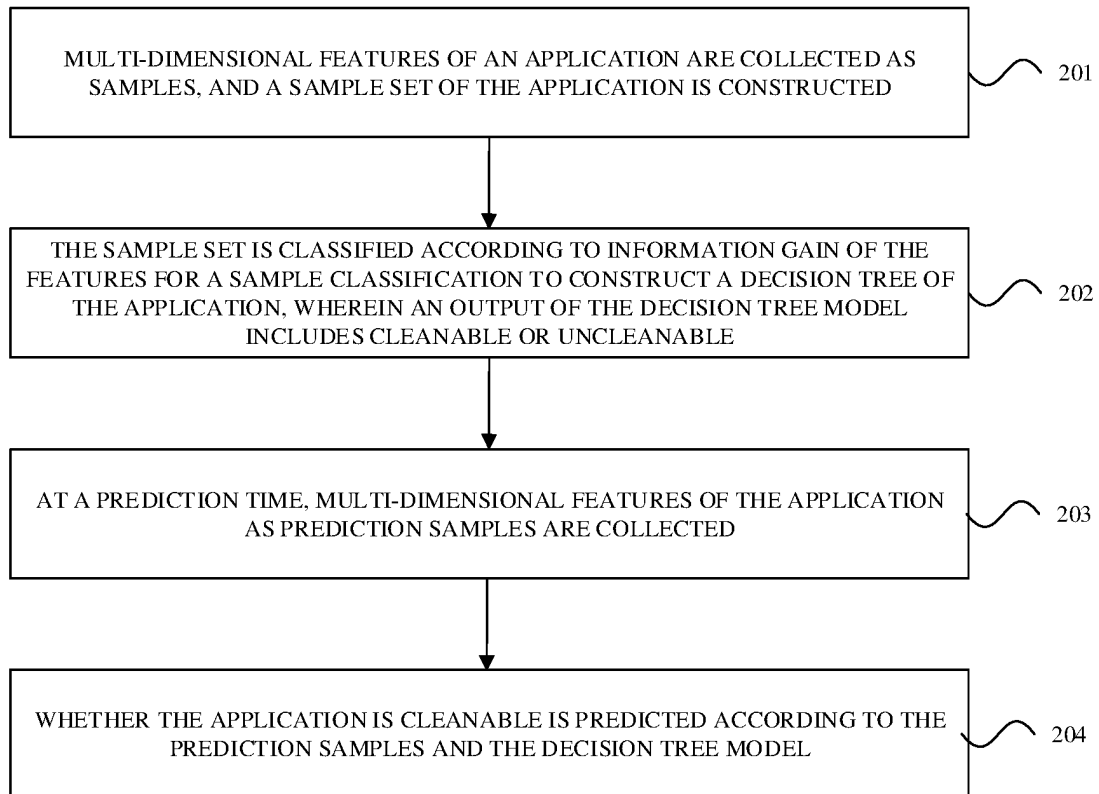 MULTI-DIMENSIONAL FEATURES OF AN APPLICATION ARE COLLECTED AS
SAMPLES, AND A SAMPLE SET OF THE APPLICATION IS CONSTRUCTED
201
THE SAMPLE SET IS CLASSIFIED ACCORDING TO INFORMATION GAIN OF THE
FEATURES FOR A SAMPLE CLASSIFICATION TO CONSTRUCT A DECISION TREE OF
THE APPLICATION, WHEREIN AN OUTPUT OF THE DECISION TREE MODEL
INCLUDES CLEANABLE OR UNCLEANABLE
202
AT A PREDICTION TIME, MULTI-DIMENSIONAL FEATURES OF THE APPLICATION
AS PREDICTION SAMPLES ARE COLLECTED
203
WHETHER THE APPLICATION IS CLEANABLE IS PREDICTED ACCORDING TO THE
PREDICTION SAMPLES AND THE DECISION TREE MODEL
204